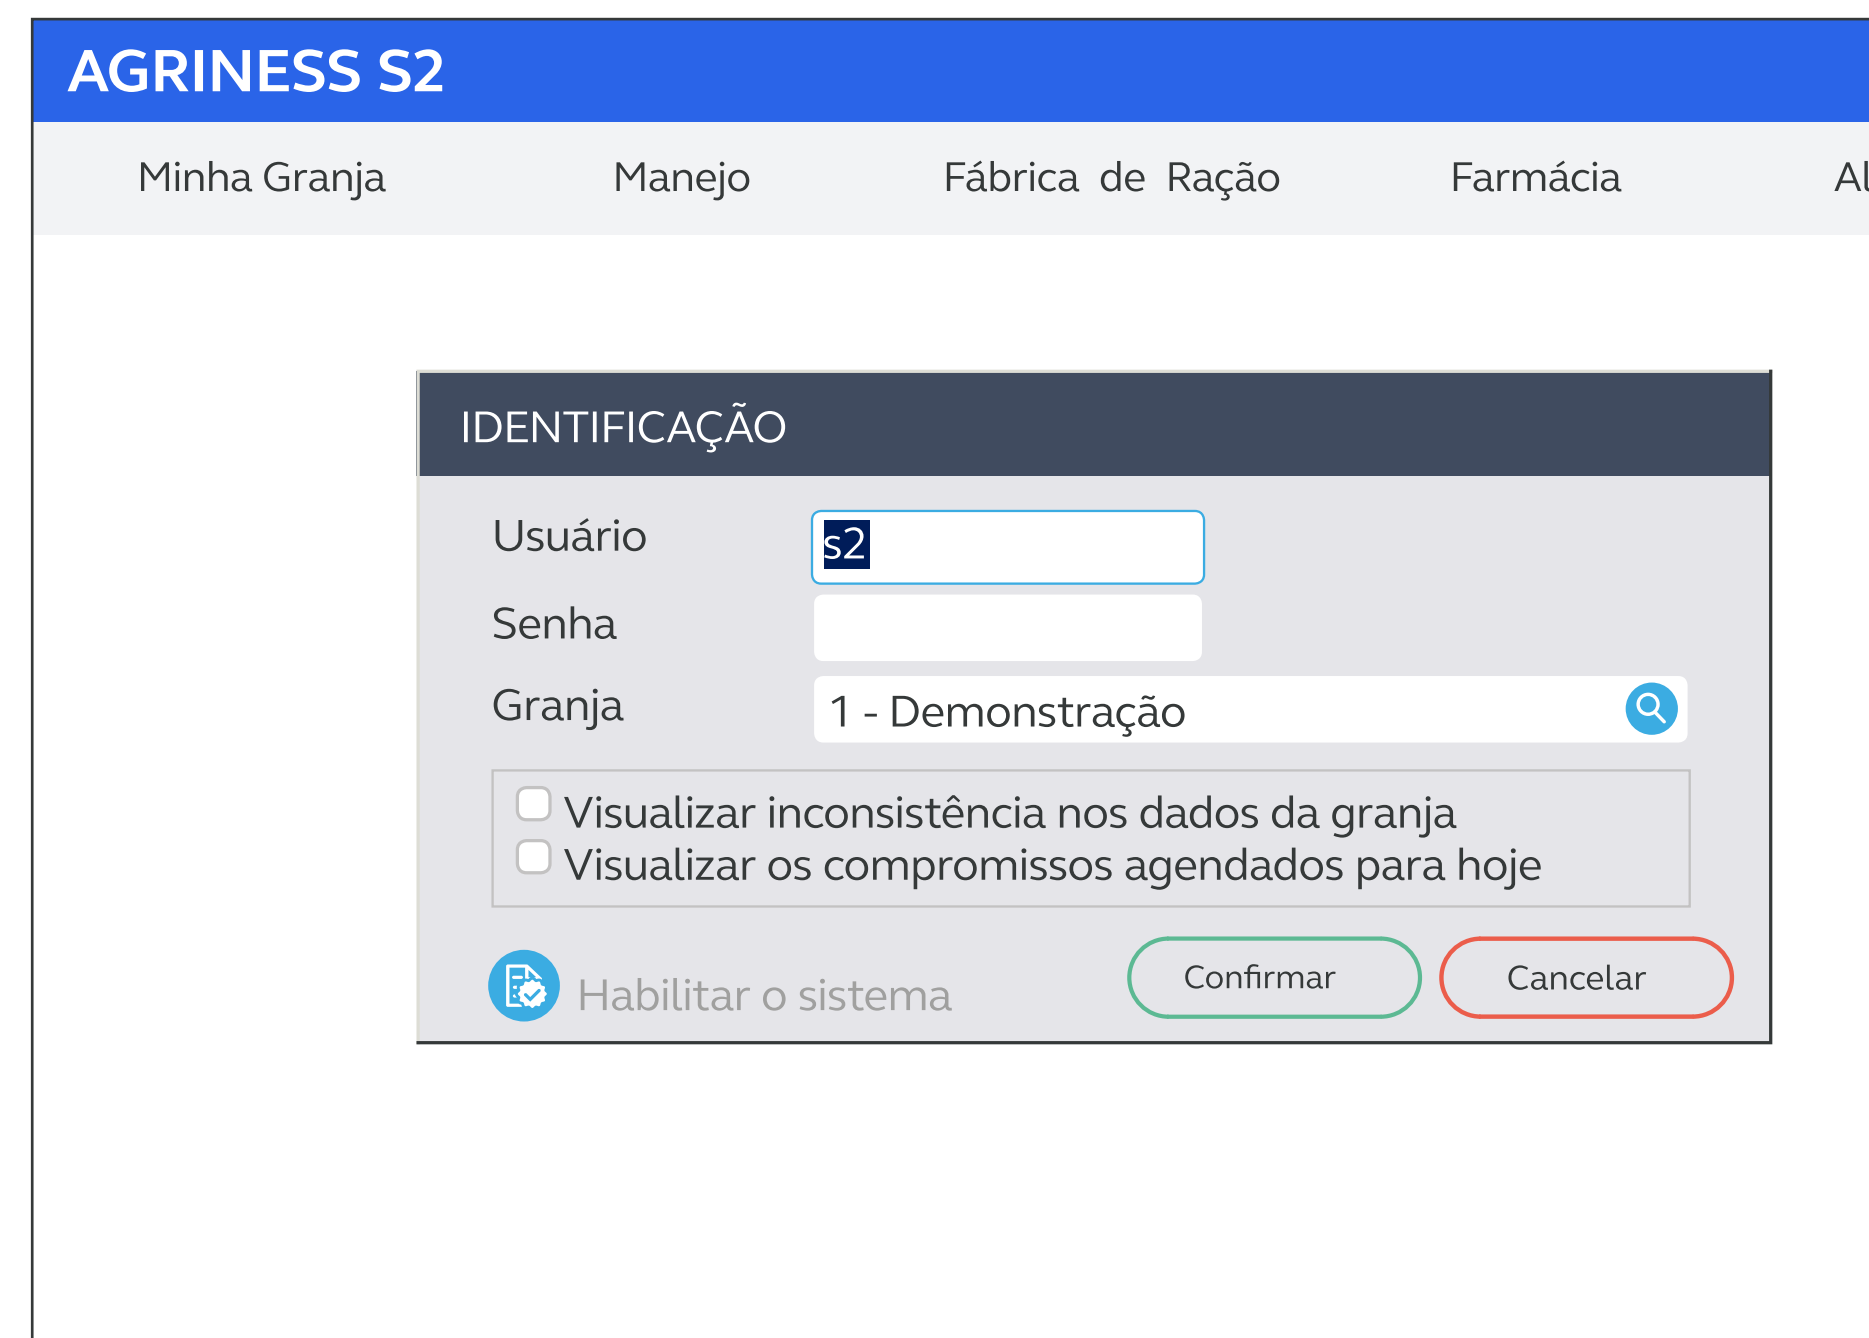 AGRINESS S2
Minha Granja Manejo Fábrica de Ração Farmácia Al
IDENTIFICAÇÃO
Usuário s2
Senha
Granja 1 - Demonstração
Visualizar inconsistência nos dados da granja
Visualizar os compromissos agendados para hoje
Habilitar o sistema Confirmar Cancelar